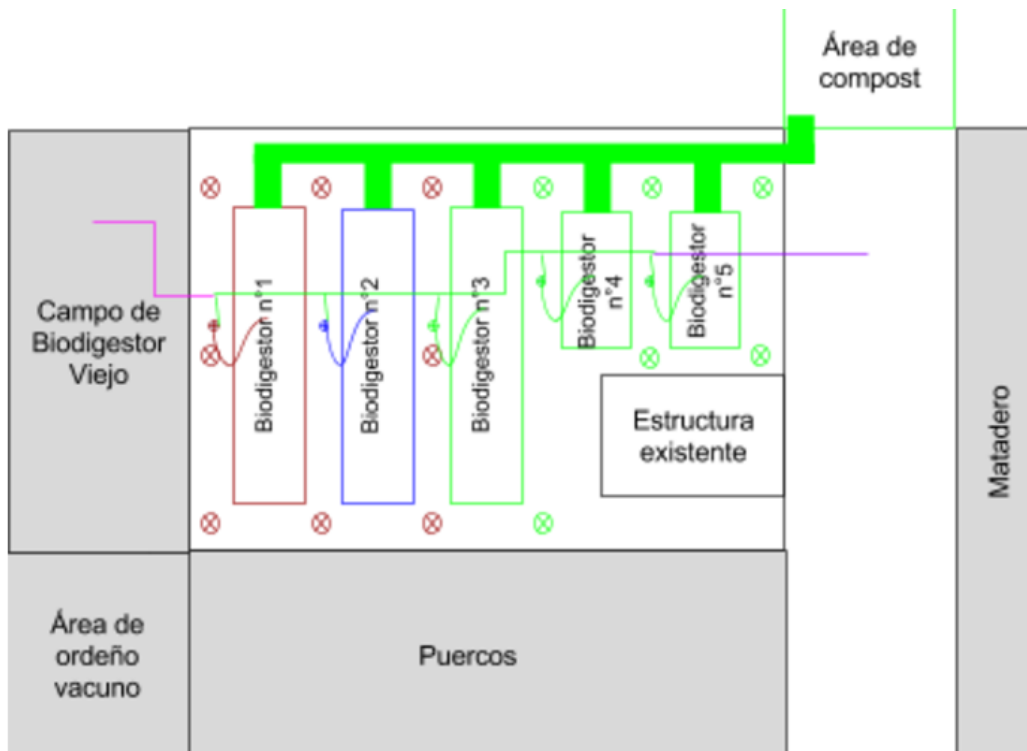 Área de
compost
Campo de
Biodigestor
Viejo
Biodigestor n°1
Biodigestor n°2
Biodigestor n°3
Biodigestor
n°4
Biodigestor
n°5
Estructura
existente
Matadero
Área de
ordeño
vacuno
Puercos